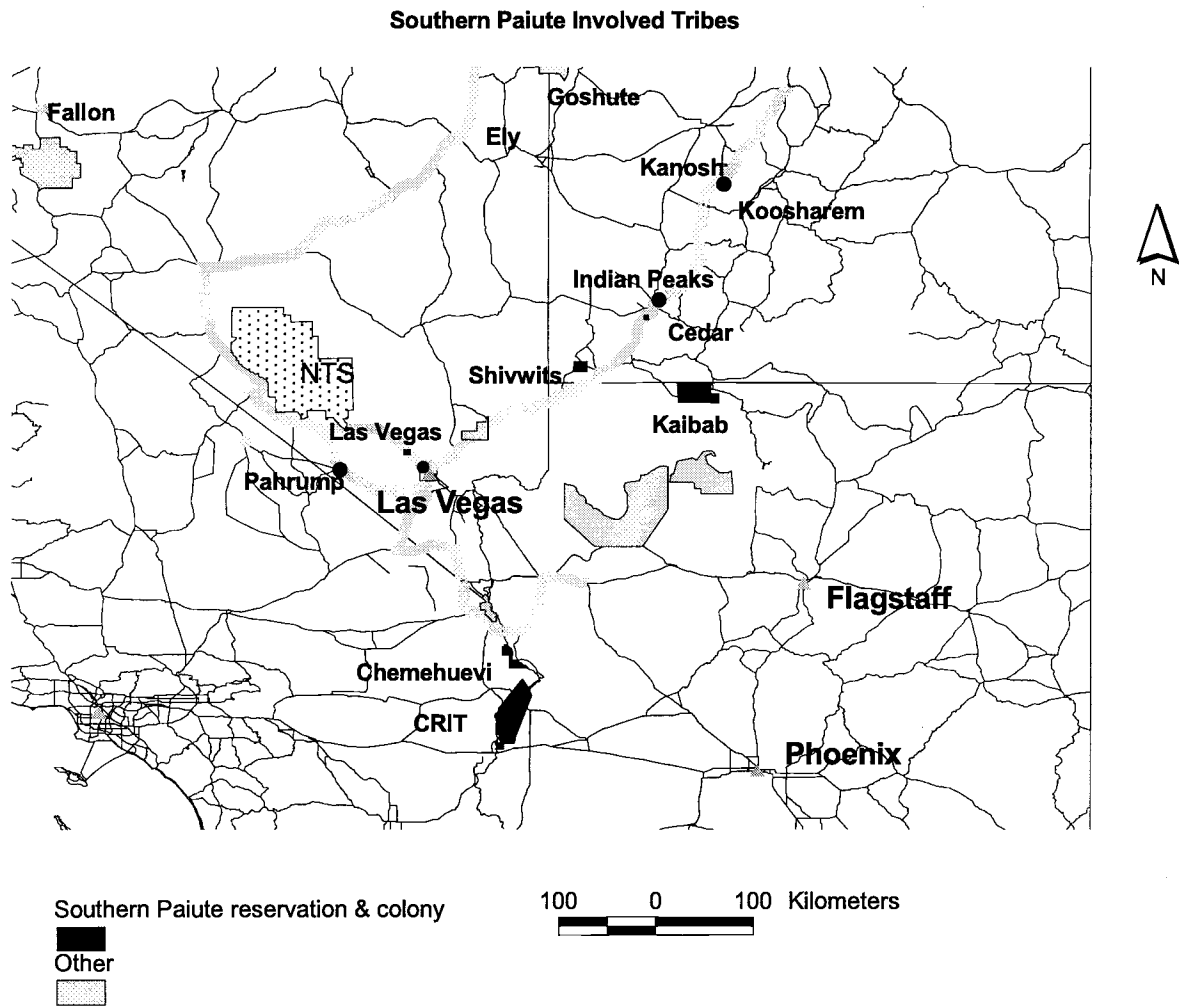 Southern Paiute Involved Tribes
Fallon
Goshute
Ely
Kanosh
Koosharem
Indian Peaks
Cedar
NTS
Shivwits
Kaibab
Las Vegas
Pahrump
Las Vegas
Flagstaff
Chemehuevi
CRIT
Phoenix
N
Southern Paiute reservation & colony
Other
100 0 100 Kilometers